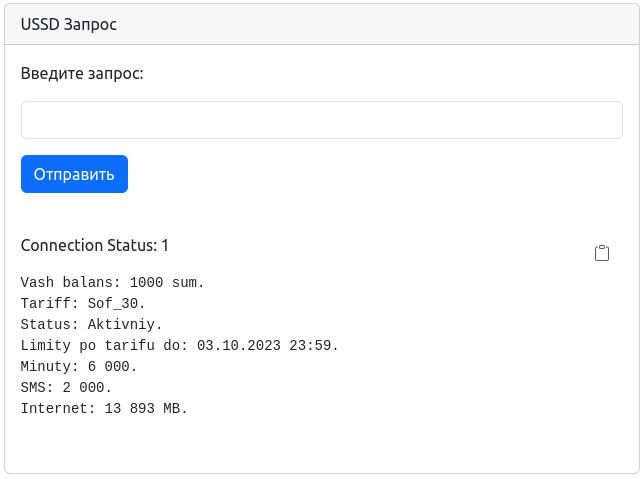 USSD Запрос
Введите запрос:
Отправить
Connection Status: 1
Vash balans: 1000 sum.
Tariff: Sof_30.
Status: Aktivniy.
Limity po tarifu do: 03.10.2023 23:59.
Minuty: 6 000.
SMS: 2 000.
Internet: 13 893 MB.